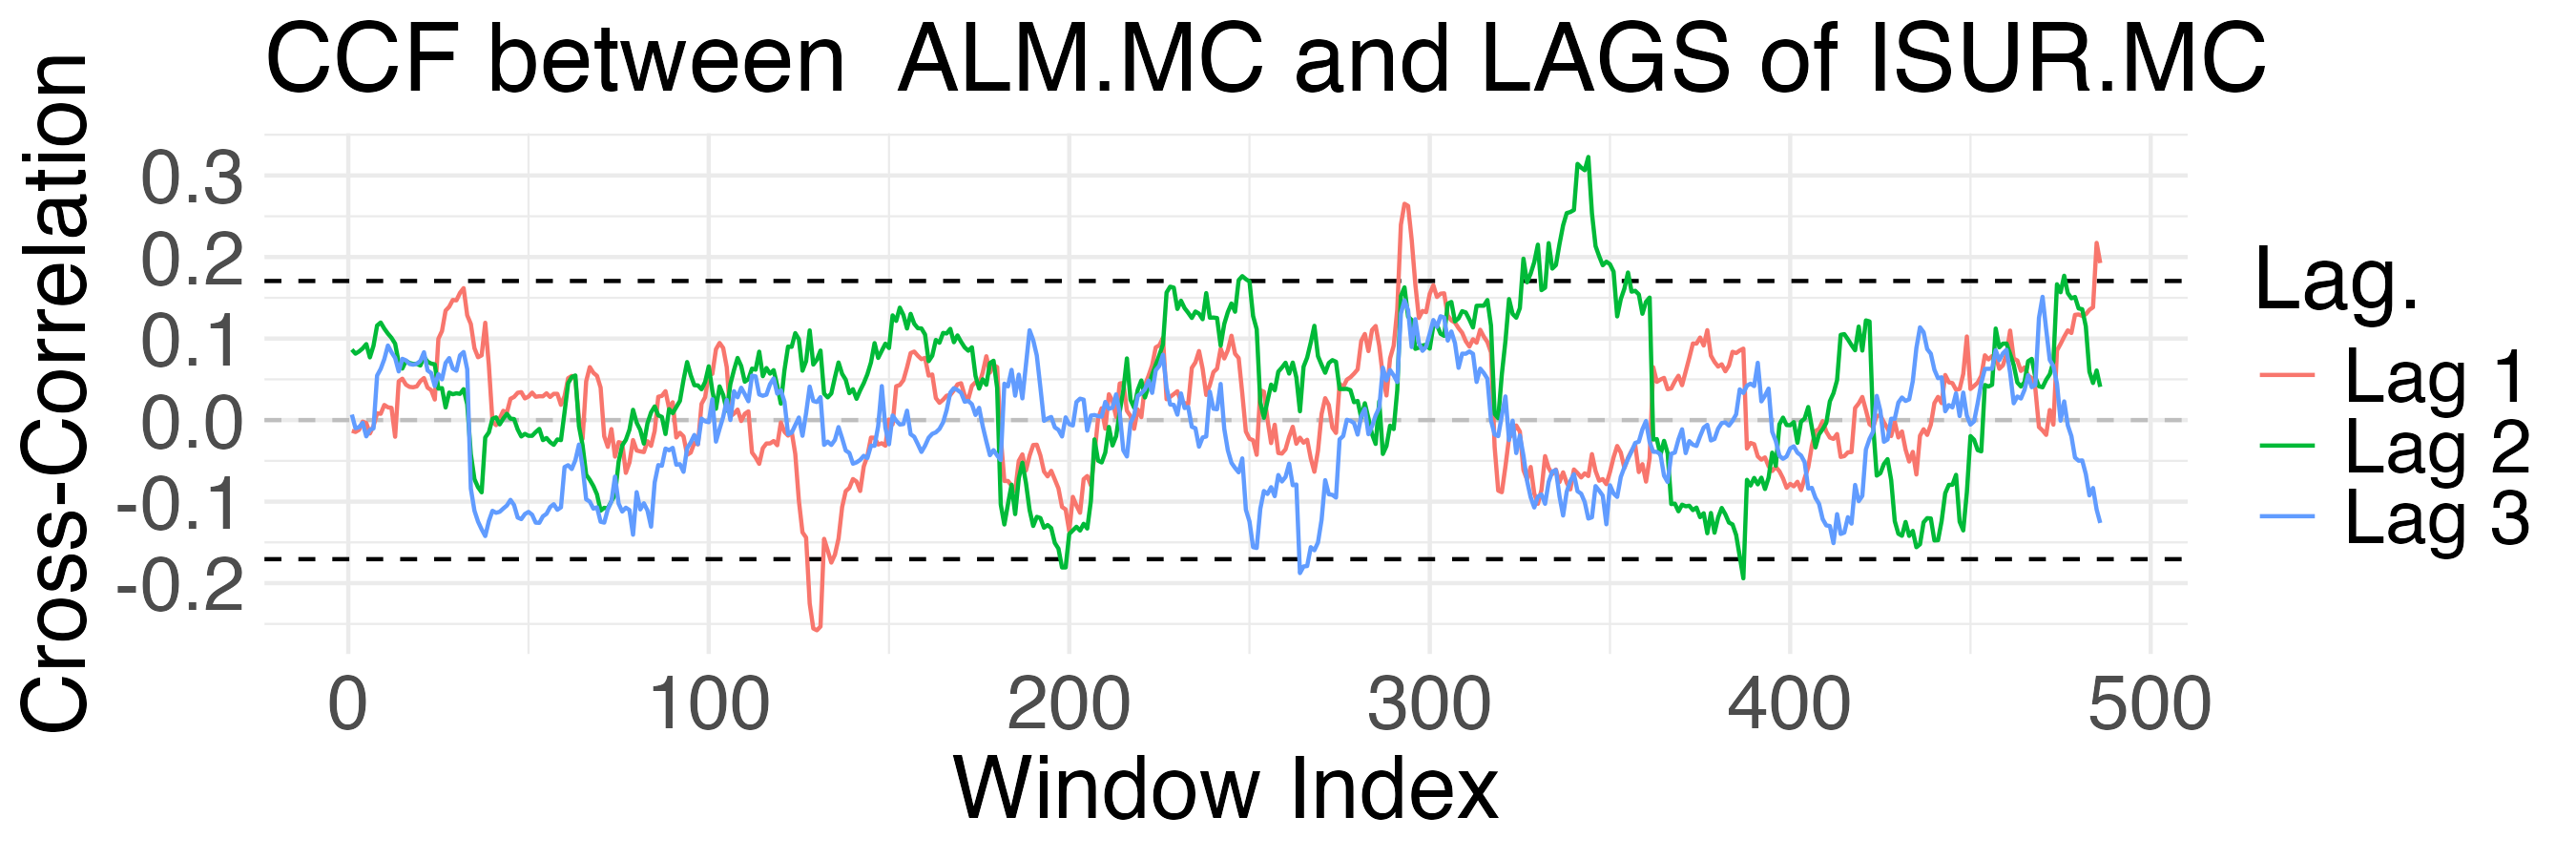 CCF between  ALM.MC and LAGS of ISUR.MC
Cross-Correlation
0.3
0.2
0.1
0.0
-0.1
-0.2
0 100 200 300 400 500
Window Index
Lag.
Lag 1
Lag 2
Lag 3